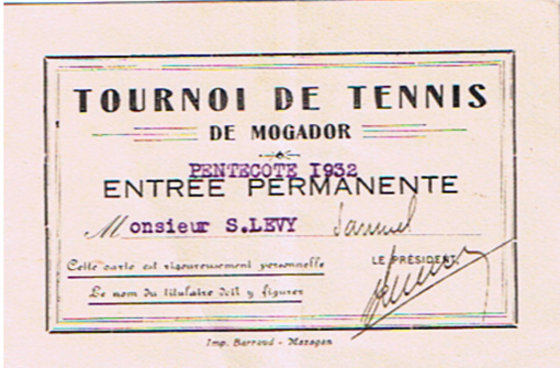 TOURNOI DE TENNIS
DE MOGADOR
PENTECOTE 1932
ENTRÉE PERMANENTE
Monsieur S.LEVY Samuel
Cette carte est rigoureusement personnelle
LE PRÉSIDENT,
Le nom du titulaire doit y figurer
Imp. Barraud - Mazagan